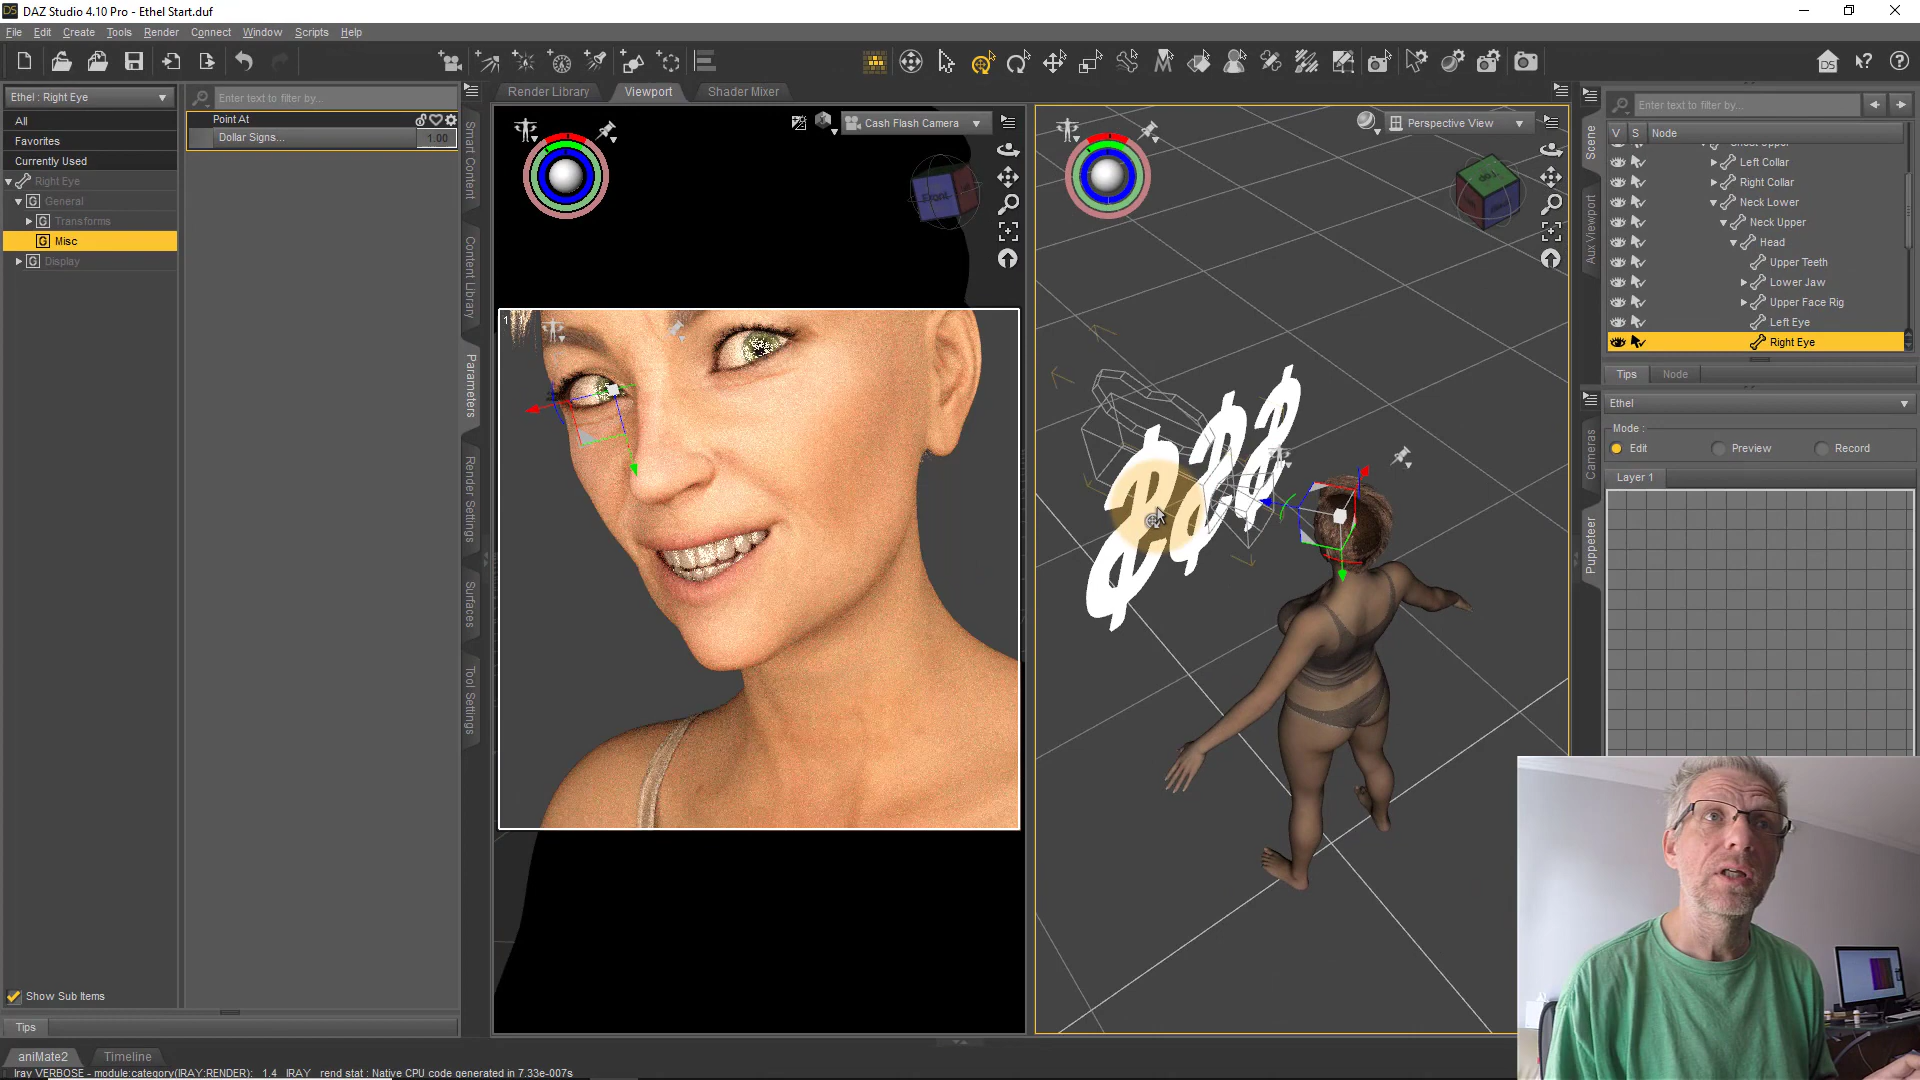 DAZ Studio 4.10 Pro - Ethel Start.duf
File Edit Create Tools Render Connect Window Scripts Help
Ethel : Right Eye
Enter text to filter by...
All
Favorites
Currently Used
Right Eye
General
Transforms
Misc
Display
Point At
Dollar Signs...
1.00
Show Sub Items
Tips
Smart Content
Content Library
Parameters
Render Settings
Surfaces
Tool Settings
Render Library Viewport Shader Mixer
Cash Flash Camera
Front
1
Perspective View
Top
$$$
Scene
Aux Viewport
Enter text to filter by...
V S Node
Left Collar
Right Collar
Neck Lower
Neck Upper
Head
Upper Teeth
Lower Jaw
Upper Face Rig
Left Eye
Right Eye
Tips Node
Cameras
Puppeteer
Ethel
Mode :
Edit Preview Record
Layer 1
aniMate2 Timeline
Iray VERBOSE - module:category(IRAY:RENDER): 1.4 IRAY rend stat : Native CPU code generated in 7.33e-007s